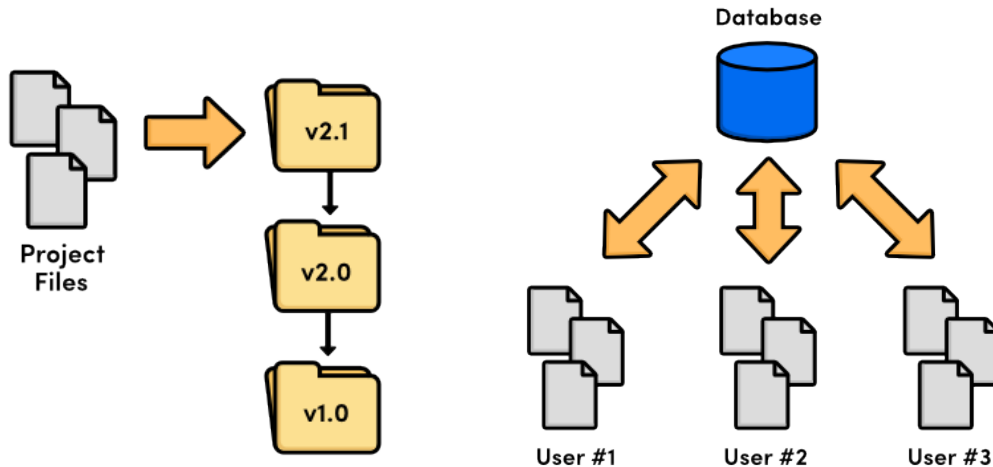 Project
Files
v2.1
v2.0
v1.0
Database
User #1
User #2
User #3